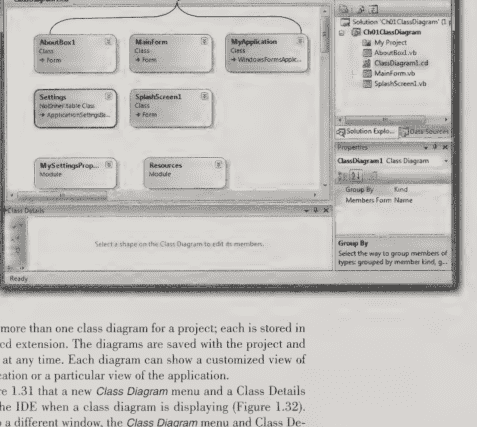 Solution 'Ch01ClassDiagram' (1 p
Ch01ClassDiagram
My Project
AboutBox1.vb
ClassDiagram1.cd
MainForm.vb
SplashScreen1.vb
AboutBox1
Class
Form
MainForm
Class
Form
MyApplication
Class
WindowsFormsApplic...
Settings
NotInheritable Class
ApplicationSettingsBa...
SplashScreen1
Class
Form
MySettingsProp...
Module
Resources
Module
Solution Explo...
Data Sources
Properties
ClassDiagram1 Class Diagram
Group By Kind
Members Form Name
Group By
Select the way to group members of
types: grouped by member kind, g...
Class Details
Select a shape on the Class Diagram to edit its members.
Ready
more than one class diagram for a project; each is stored in
cd extension. The diagrams are saved with the project and
at any time. Each diagram can show a customized view of
cation or a particular view of the application.
re 1.31 that a new Class Diagram menu and a Class Details
he IDE when a class diagram is displaying (Figure 1.32).
o a different window, the Class Diagram menu and Class De-